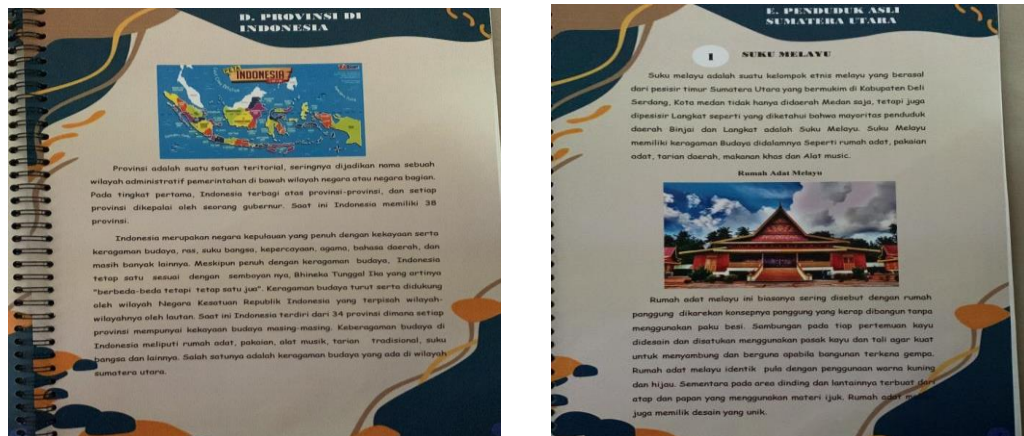 D. PROVINSI DI
INDONESIA
PETA
INDONESIA
Provinsi adalah suatu satuan teritorial, seringnya dijadikan nama sebuah
wilayah administratif pemerintahan di bawah wilayah negara atau negara bagian.
Pada tingkat pertama, Indonesia terbagi atas provinsi-provinsi, dan setiap
provinsi dikepalai oleh seorang gubernur. Saat ini Indonesia memiliki 38
provinsi.
Indonesia merupakan negara kepulauan yang penuh dengan kekayaan serta
keragaman budaya, ras, suku bangsa, kepercayaan, agama, bahasa daerah, dan
masih banyak lainnya. Meskipun penuh dengan keragaman budaya, Indonesia
tetap satu sesuai dengan semboyan nya, Bhineka Tunggal Ika yang artinya
"berbeda-beda tetapi tetap satu jua". Keragaman budaya turut serta didukung
oleh wilayah Negara Kesatuan Republik Indonesia yang terpisah wilayah-
wilayahnya oleh lautan. Saat ini Indonesia terdiri dari 34 provinsi dimana setiap
provinsi mempunyai kekayaan budaya masing-masing. Keberagaman budaya di
Indonesia meliputi rumah adat, pakaian, alat musik, tarian tradisional, suku
bangsa dan lainnya. Salah satunya adalah keragaman budaya yang ada di wilayah
sumatera utara.
E. PENDUDUK ASLI
SUMATERA UTARA
1 SUKU MELAYU
Suku melayu adalah suatu kelompok etnis melayu yang berasal
dari pesisir timur Sumatera Utara yang bermukim di Kabupaten Deli
Serdang, Kota medan tidak hanya didaerah Medan saja, tetapi juga
dipesisir Langkat seperti yang diketahui bahwa mayoritas penduduk
daerah Binjai dan Langkat adalah Suku Melayu. Suku Melayu
memiliki keragaman Budaya didalamnya Seperti rumah adat, pakaian
adat, tarian daerah, makanan khas dan Alat music.
Rumah Adat Melayu
Rumah adat melayu ini biasanya sering disebut dengan rumah
panggung dikarekan konsepnya panggung yang kerap dibangun tanpa
menggunakan paku besi. Sambungan pada tiap pertemuan kayu
didesain dan disatukan menggunakan pasak kayu dan tali agar kuat
untuk menyambung dan berguna apabila bangunan terkena gempa.
Rumah adat melayu identik pula dengan penggunaan warna kuning
dan hijau. Sementara pada area dinding dan lantainnya terbuat dari
atap dan papan yang menggunakan materi ijuk. Rumah adat
juga memilik desain yang unik.